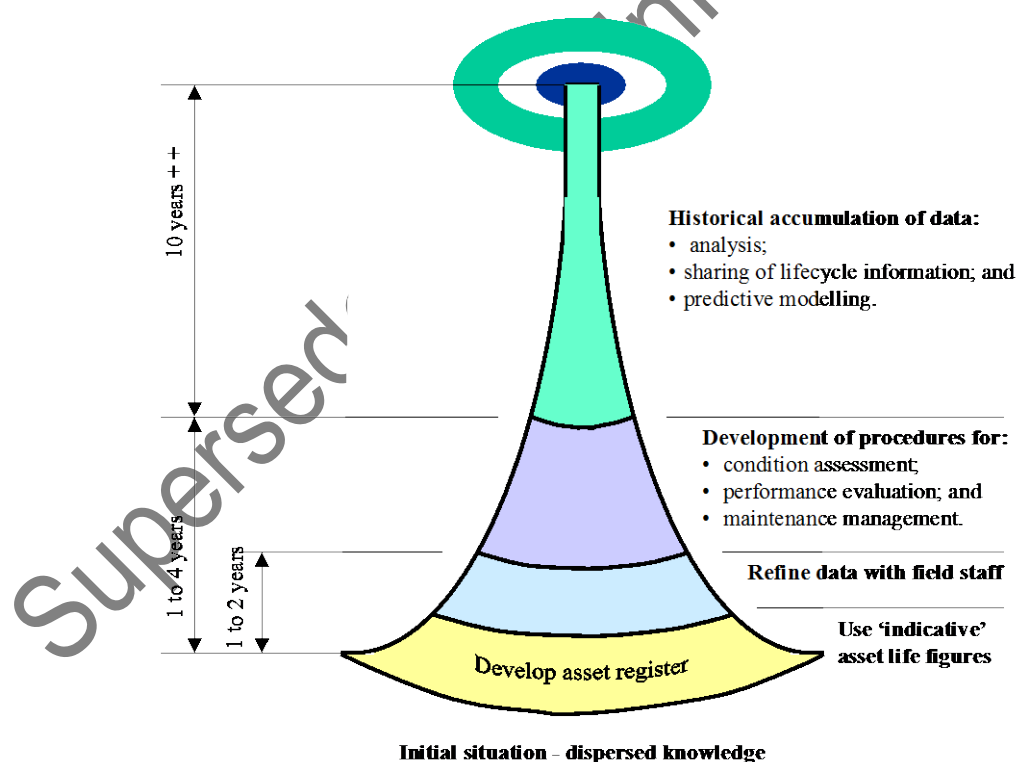 10 years + +
Historical accumulation of data:
• analysis;
• sharing of lifecycle information; and
• predictive modelling.
Development of procedures for:
• condition assessment;
• performance evaluation; and
• maintenance management.
1 to 4 years
1 to 2 years
Refine data with field staff
Use ‘indicative’
asset life figures
Develop asset register
Initial situation - dispersed knowledge